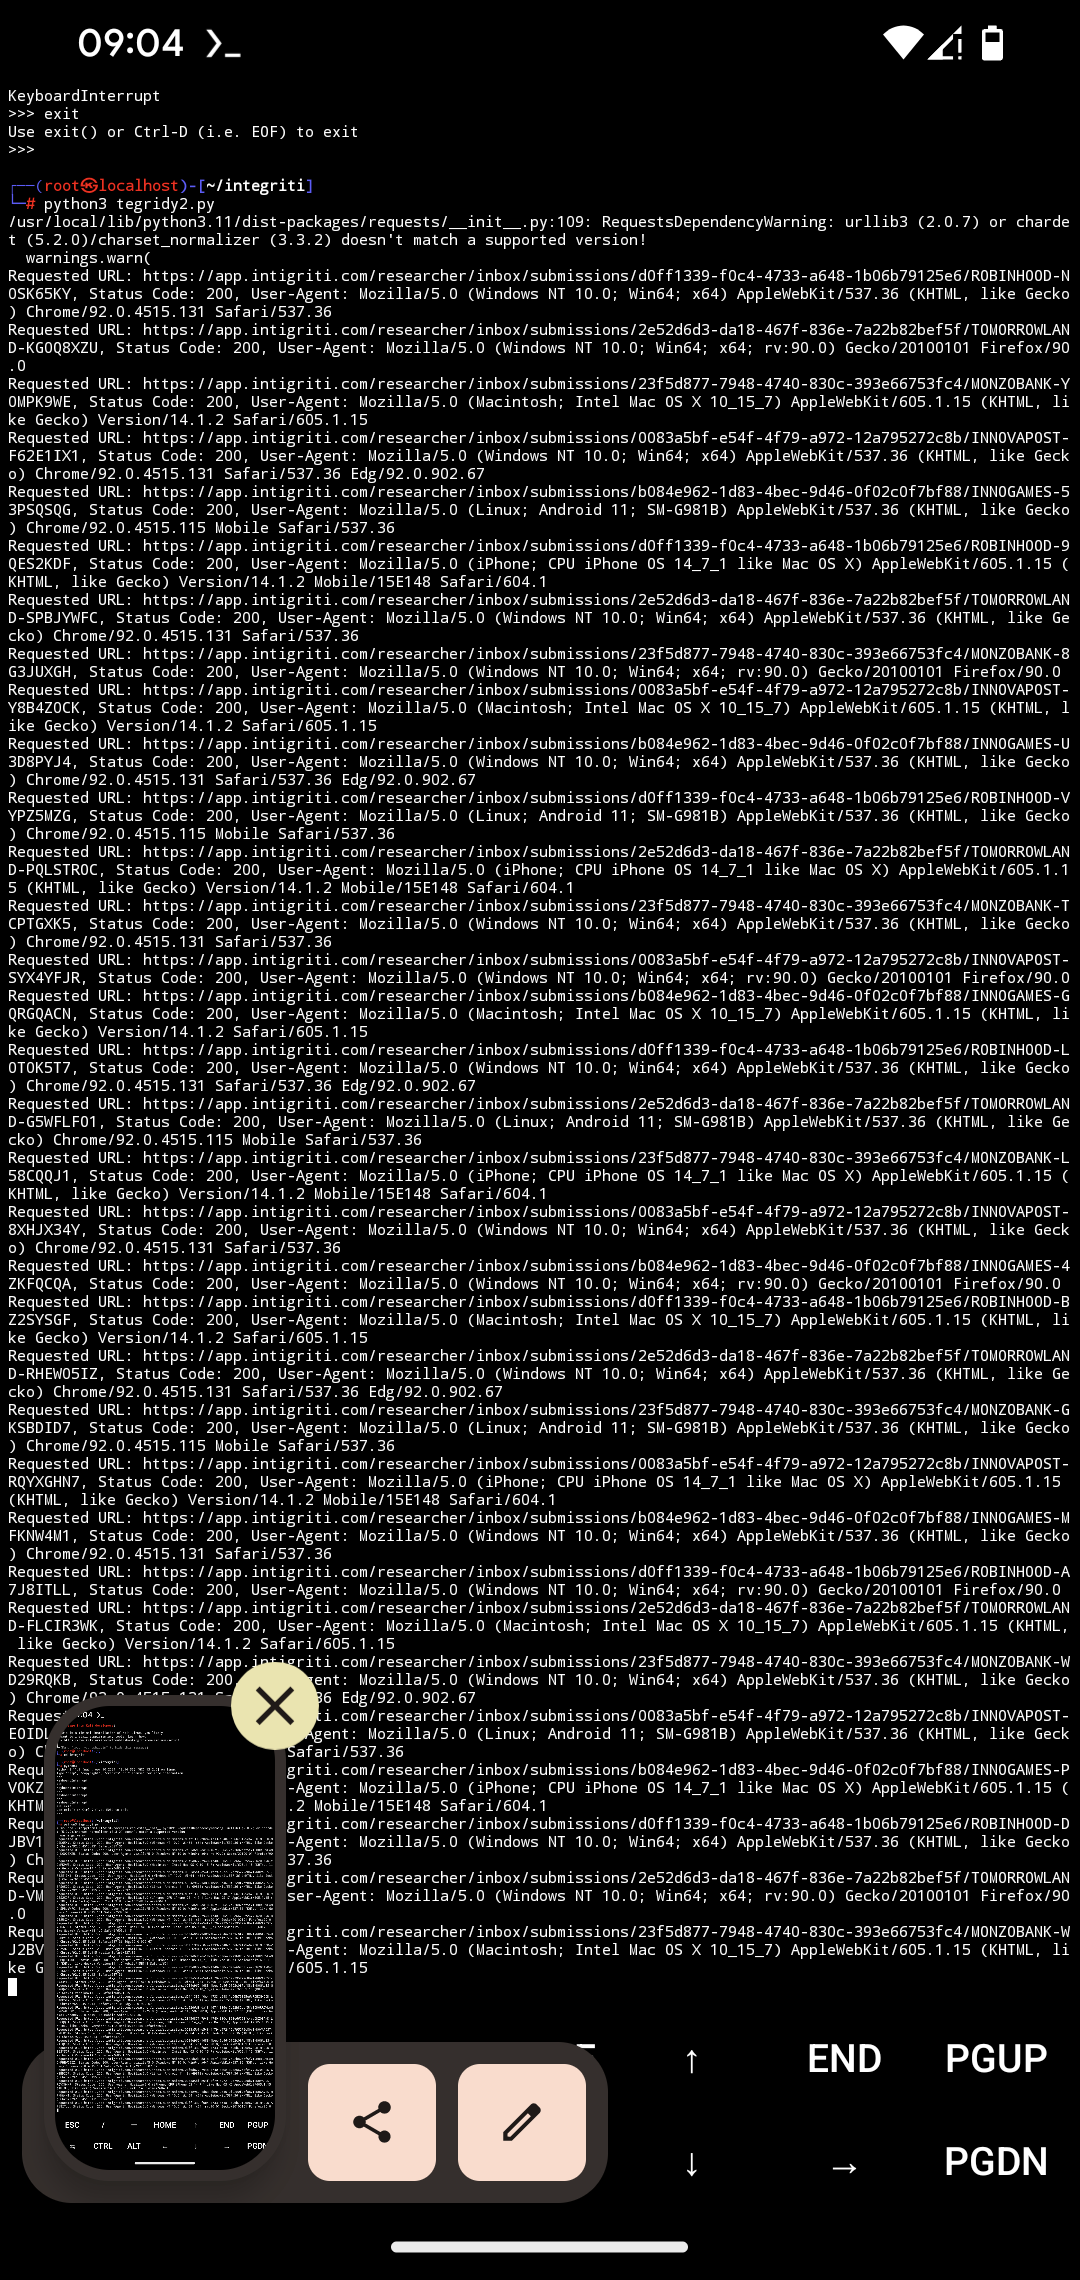 09:04
KeyboardInterrupt
>>> exit
Use exit() or Ctrl-D (i.e. EOF) to exit
>>>
┌──(root㉿localhost)-[~/integriti]
└─# python3 tegridy2.py
/usr/local/lib/python3.11/dist-packages/requests/__init__.py:109: RequestsDependencyWarning: urllib3 (2.0.7) or charde
t (5.2.0)/charset_normalizer (3.3.2) doesn't match a supported version!
  warnings.warn(
Requested URL: https://app.intigriti.com/researcher/inbox/submissions/d0ff1339-f0c4-4733-a648-1b06b79125e6/ROBINHOOD-N
OSK65KY, Status Code: 200, User-Agent: Mozilla/5.0 (Windows NT 10.0; Win64; x64) AppleWebKit/537.36 (KHTML, like Gecko
) Chrome/92.0.4515.131 Safari/537.36
Requested URL: https://app.intigriti.com/researcher/inbox/submissions/2e52d6d3-da18-467f-836e-7a22b82bef5f/TOMORROWLAN
D-KGOQ8XZU, Status Code: 200, User-Agent: Mozilla/5.0 (Windows NT 10.0; Win64; x64; rv:90.0) Gecko/20100101 Firefox/90
.0
Requested URL: https://app.intigriti.com/researcher/inbox/submissions/23f5d877-7948-4740-830c-393e66753fc4/MONZOBANK-Y
OMPK9WE, Status Code: 200, User-Agent: Mozilla/5.0 (Macintosh; Intel Mac OS X 10_15_7) AppleWebKit/605.1.15 (KHTML, li
ke Gecko) Version/14.1.2 Safari/605.1.15
Requested URL: https://app.intigriti.com/researcher/inbox/submissions/0083a5bf-e54f-4f79-a972-12a795272c8b/INNOVAPOST-
F62E1IX1, Status Code: 200, User-Agent: Mozilla/5.0 (Windows NT 10.0; Win64; x64) AppleWebKit/537.36 (KHTML, like Geck
o) Chrome/92.0.4515.131 Safari/537.36 Edg/92.0.902.67
Requested URL: https://app.intigriti.com/researcher/inbox/submissions/b084e962-1d83-4bec-9d46-0f02c0f7bf88/INNOGAMES-5
3PSQSQG, Status Code: 200, User-Agent: Mozilla/5.0 (Linux; Android 11; SM-G981B) AppleWebKit/537.36 (KHTML, like Gecko
) Chrome/92.0.4515.115 Mobile Safari/537.36
Requested URL: https://app.intigriti.com/researcher/inbox/submissions/d0ff1339-f0c4-4733-a648-1b06b79125e6/ROBINHOOD-9
QES2KDF, Status Code: 200, User-Agent: Mozilla/5.0 (iPhone; CPU iPhone OS 14_7_1 like Mac OS X) AppleWebKit/605.1.15 (
KHTML, like Gecko) Version/14.1.2 Mobile/15E148 Safari/604.1
Requested URL: https://app.intigriti.com/researcher/inbox/submissions/2e52d6d3-da18-467f-836e-7a22b82bef5f/TOMORROWLAN
D-SPBJYWFC, Status Code: 200, User-Agent: Mozilla/5.0 (Windows NT 10.0; Win64; x64) AppleWebKit/537.36 (KHTML, like Ge
cko) Chrome/92.0.4515.131 Safari/537.36
Requested URL: https://app.intigriti.com/researcher/inbox/submissions/23f5d877-7948-4740-830c-393e66753fc4/MONZOBANK-8
G3JUXGH, Status Code: 200, User-Agent: Mozilla/5.0 (Windows NT 10.0; Win64; x64; rv:90.0) Gecko/20100101 Firefox/90.0
Requested URL: https://app.intigriti.com/researcher/inbox/submissions/0083a5bf-e54f-4f79-a972-12a795272c8b/INNOVAPOST-
Y8B4ZOCK, Status Code: 200, User-Agent: Mozilla/5.0 (Macintosh; Intel Mac OS X 10_15_7) AppleWebKit/605.1.15 (KHTML, l
ike Gecko) Version/14.1.2 Safari/605.1.15
Requested URL: https://app.intigriti.com/researcher/inbox/submissions/b084e962-1d83-4bec-9d46-0f02c0f7bf88/INNOGAMES-U
3D8PYJ4, Status Code: 200, User-Agent: Mozilla/5.0 (Windows NT 10.0; Win64; x64) AppleWebKit/537.36 (KHTML, like Gecko
) Chrome/92.0.4515.131 Safari/537.36 Edg/92.0.902.67
Requested URL: https://app.intigriti.com/researcher/inbox/submissions/d0ff1339-f0c4-4733-a648-1b06b79125e6/ROBINHOOD-V
YPZ5MZG, Status Code: 200, User-Agent: Mozilla/5.0 (Linux; Android 11; SM-G981B) AppleWebKit/537.36 (KHTML, like Gecko
) Chrome/92.0.4515.115 Mobile Safari/537.36
Requested URL: https://app.intigriti.com/researcher/inbox/submissions/2e52d6d3-da18-467f-836e-7a22b82bef5f/TOMORROWLAN
D-PQLSTROC, Status Code: 200, User-Agent: Mozilla/5.0 (iPhone; CPU iPhone OS 14_7_1 like Mac OS X) AppleWebKit/605.1.1
5 (KHTML, like Gecko) Version/14.1.2 Mobile/15E148 Safari/604.1
Requested URL: https://app.intigriti.com/researcher/inbox/submissions/23f5d877-7948-4740-830c-393e66753fc4/MONZOBANK-T
CPTGXK5, Status Code: 200, User-Agent: Mozilla/5.0 (Windows NT 10.0; Win64; x64) AppleWebKit/537.36 (KHTML, like Gecko
) Chrome/92.0.4515.131 Safari/537.36
Requested URL: https://app.intigriti.com/researcher/inbox/submissions/0083a5bf-e54f-4f79-a972-12a795272c8b/INNOVAPOST-
SYX4YFJR, Status Code: 200, User-Agent: Mozilla/5.0 (Windows NT 10.0; Win64; x64; rv:90.0) Gecko/20100101 Firefox/90.0
Requested URL: https://app.intigriti.com/researcher/inbox/submissions/b084e962-1d83-4bec-9d46-0f02c0f7bf88/INNOGAMES-G
QRGQACN, Status Code: 200, User-Agent: Mozilla/5.0 (Macintosh; Intel Mac OS X 10_15_7) AppleWebKit/605.1.15 (KHTML, li
ke Gecko) Version/14.1.2 Safari/605.1.15
Requested URL: https://app.intigriti.com/researcher/inbox/submissions/d0ff1339-f0c4-4733-a648-1b06b79125e6/ROBINHOOD-L
OTOK5T7, Status Code: 200, User-Agent: Mozilla/5.0 (Windows NT 10.0; Win64; x64) AppleWebKit/537.36 (KHTML, like Gecko
) Chrome/92.0.4515.131 Safari/537.36 Edg/92.0.902.67
Requested URL: https://app.intigriti.com/researcher/inbox/submissions/2e52d6d3-da18-467f-836e-7a22b82bef5f/TOMORROWLAN
D-G5WFLFO1, Status Code: 200, User-Agent: Mozilla/5.0 (Linux; Android 11; SM-G981B) AppleWebKit/537.36 (KHTML, like Ge
cko) Chrome/92.0.4515.115 Mobile Safari/537.36
Requested URL: https://app.intigriti.com/researcher/inbox/submissions/23f5d877-7948-4740-830c-393e66753fc4/MONZOBANK-L
58CQQJ1, Status Code: 200, User-Agent: Mozilla/5.0 (iPhone; CPU iPhone OS 14_7_1 like Mac OS X) AppleWebKit/605.1.15 (
KHTML, like Gecko) Version/14.1.2 Mobile/15E148 Safari/604.1
Requested URL: https://app.intigriti.com/researcher/inbox/submissions/0083a5bf-e54f-4f79-a972-12a795272c8b/INNOVAPOST-
8XHJX34Y, Status Code: 200, User-Agent: Mozilla/5.0 (Windows NT 10.0; Win64; x64) AppleWebKit/537.36 (KHTML, like Geck
o) Chrome/92.0.4515.131 Safari/537.36
Requested URL: https://app.intigriti.com/researcher/inbox/submissions/b084e962-1d83-4bec-9d46-0f02c0f7bf88/INNOGAMES-4
ZKFQCQA, Status Code: 200, User-Agent: Mozilla/5.0 (Windows NT 10.0; Win64; x64; rv:90.0) Gecko/20100101 Firefox/90.0
Requested URL: https://app.intigriti.com/researcher/inbox/submissions/d0ff1339-f0c4-4733-a648-1b06b79125e6/ROBINHOOD-B
Z2SYSGF, Status Code: 200, User-Agent: Mozilla/5.0 (Macintosh; Intel Mac OS X 10_15_7) AppleWebKit/605.1.15 (KHTML, li
ke Gecko) Version/14.1.2 Safari/605.1.15
Requested URL: https://app.intigriti.com/researcher/inbox/submissions/2e52d6d3-da18-467f-836e-7a22b82bef5f/TOMORROWLAN
D-RHEWO5IZ, Status Code: 200, User-Agent: Mozilla/5.0 (Windows NT 10.0; Win64; x64) AppleWebKit/537.36 (KHTML, like Ge
cko) Chrome/92.0.4515.131 Safari/537.36 Edg/92.0.902.67
Requested URL: https://app.intigriti.com/researcher/inbox/submissions/23f5d877-7948-4740-830c-393e66753fc4/MONZOBANK-G
KSBDID7, Status Code: 200, User-Agent: Mozilla/5.0 (Linux; Android 11; SM-G981B) AppleWebKit/537.36 (KHTML, like Gecko
) Chrome/92.0.4515.115 Mobile Safari/537.36
Requested URL: https://app.intigriti.com/researcher/inbox/submissions/0083a5bf-e54f-4f79-a972-12a795272c8b/INNOVAPOST-
RQYXGHN7, Status Code: 200, User-Agent: Mozilla/5.0 (iPhone; CPU iPhone OS 14_7_1 like Mac OS X) AppleWebKit/605.1.15
(KHTML, like Gecko) Version/14.1.2 Mobile/15E148 Safari/604.1
Requested URL: https://app.intigriti.com/researcher/inbox/submissions/b084e962-1d83-4bec-9d46-0f02c0f7bf88/INNOGAMES-M
FKNW4M1, Status Code: 200, User-Agent: Mozilla/5.0 (Windows NT 10.0; Win64; x64) AppleWebKit/537.36 (KHTML, like Gecko
) Chrome/92.0.4515.131 Safari/537.36
Requested URL: https://app.intigriti.com/researcher/inbox/submissions/d0ff1339-f0c4-4733-a648-1b06b79125e6/ROBINHOOD-A
7J8ITLL, Status Code: 200, User-Agent: Mozilla/5.0 (Windows NT 10.0; Win64; x64; rv:90.0) Gecko/20100101 Firefox/90.0
Requested URL: https://app.intigriti.com/researcher/inbox/submissions/2e52d6d3-da18-467f-836e-7a22b82bef5f/TOMORROWLAN
D-FLCIR3WK, Status Code: 200, User-Agent: Mozilla/5.0 (Macintosh; Intel Mac OS X 10_15_7) AppleWebKit/605.1.15 (KHTML,
 like Gecko) Version/14.1.2 Safari/605.1.15
Requested URL: https://app.intigriti.com/researcher/inbox/submissions/23f5d877-7948-4740-830c-393e66753fc4/MONZOBANK-W
D29RQKB, Status Code: 200 gent: Mozilla/5.0 (Windows NT 10.0; Win64; x64) AppleWebKit/537.36 (KHTML, like Gecko
) Chrome 36 Edg/92.0.902.67
Reques griti.com/researcher/inbox/submissions/0083a5bf-e54f-4f79-a972-12a795272c8b/INNOVAPOST-
EOIDL gent: Mozilla/5.0 (Linux; Android 11; SM-G981B) AppleWebKit/537.36 (KHTML, like Geck
o) C Safari/537.36
Requ griti.com/researcher/inbox/submissions/b084e962-1d83-4bec-9d46-0f02c0f7bf88/INNOGAMES-P
VOKZ -Agent: Mozilla/5.0 (iPhone; CPU iPhone OS 14_7_1 like Mac OS X) AppleWebKit/605.1.15 (
KHTM .2 Mobile/15E148 Safari/604.1
Requ griti.com/researcher/inbox/submissions/d0ff1339-f0c4-4733-a648-1b06b79125e6/ROBINHOOD-D
JBV1 -Agent: Mozilla/5.0 (Windows NT 10.0; Win64; x64) AppleWebKit/537.36 (KHTML, like Gecko
) Ch 37.36
Requ griti.com/researcher/inbox/submissions/2e52d6d3-da18-467f-836e-7a22b82bef5f/TOMORROWLAN
D-VM ser-Agent: Mozilla/5.0 (Windows NT 10.0; Win64; x64; rv:90.0) Gecko/20100101 Firefox/90
.0
Requ griti.com/researcher/inbox/submissions/23f5d877-7948-4740-830c-393e66753fc4/MONZOBANK-W
J2BV -Agent: Mozilla/5.0 (Macintosh; Intel Mac OS X 10_15_7) AppleWebKit/605.1.15 (KHTML, li
ke G /605.1.15
↑ END PGUP
↓ → PGDN
ESC / — HOME END PGUP
CTRL ALT PGDN